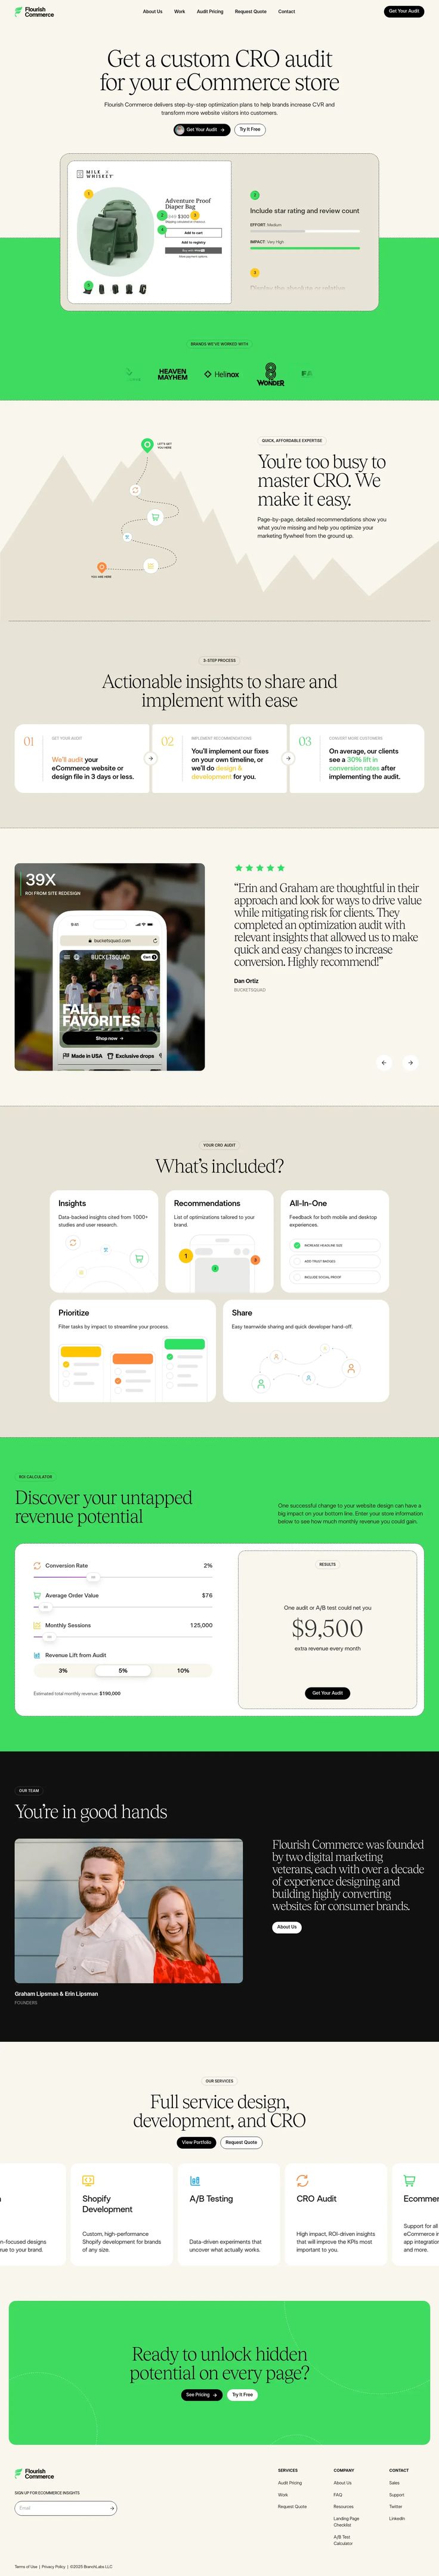 Flourish
Commerce
About Us
Work
Audit Pricing
Request Quote
Contact
Get Your Audit
Get a custom CRO audit
for your eCommerce store
Flourish Commerce delivers step-by-step optimization plans to help brands increase CVR and
transform more website visitors into customers.
Get Your Audit
Try It Free
MILK
WHISKEY
1
Adventure Proof
Diaper Bag
2
$300
3
4
Add to cart
Add to registry
5
2
Include star rating and review count
EFFORT: Medium
IMPACT: Very High
3
BRANDS WE'VE WORKED WITH
HEAVEN
MAYHEM
Helinox
WONDER
LET'S GET
YOU HERE
YOU ARE HERE
QUICK, AFFORDABLE EXPERTISE
You're too busy to
master CRO. We
make it easy.
Page-by-page, detailed recommendations show you
what you're missing and help you optimize your
marketing flywheel from the ground up.
3-STEP PROCESS
Actionable insights to share and
implement with ease
01
GET YOUR AUDIT
We'll audit your
eCommerce website or
design file in 3 days or less.
02
IMPLEMENT RECOMMENDATIONS
You'll implement our fixes
on your own timeline, or
we'll do design &
development for you.
03
CONVERT MORE CUSTOMERS
On average, our clients
see a 30% lift in
conversion rates after
implementing the audit.
39X
ROI FROM SITE REDESIGN
9:41
bucketsquad.com
BUCKETSQUAD
Cart
FALL
FAVORITES
Shop now
Made in USA
Exclusive drops
“Erin and Graham are thoughtful in their
approach and look for ways to drive value
while mitigating risk for clients. They
completed an optimization audit with
relevant insights that allowed us to make
quick and easy changes to increase
conversion. Highly recommend!”
Dan Ortiz
BUCKETSQUAD
YOUR CRO AUDIT
What's included?
Insights
Data-backed insights cited from 1000+
studies and user research.
Recommendations
List of optimizations tailored to your
brand.
1
2
3
All-In-One
Feedback for both mobile and desktop
experiences.
INCREASE HEADLINE SIZE
ADD TRUST BADGES
INCLUDE SOCIAL PROOF
Prioritize
Filter tasks by impact to streamline your process.
Share
Easy teamwide sharing and quick developer hand-off.
ROI CALCULATOR
Discover your untapped
revenue potential
One successful change to your website design can have a
big impact on your bottom line. Enter your store information
below to see how much monthly revenue you could gain.
Conversion Rate
2%
Average Order Value
$76
Monthly Sessions
125,000
Revenue Lift from Audit
3%
5%
10%
Estimated total monthly revenue: $190,000
RESULTS
One audit or A/B test could net you
$9,500
extra revenue every month
Get Your Audit
OUR TEAM
You're in good hands
Graham Lipsman & Erin Lipsman
FOUNDERS
Flourish Commerce was founded
by two digital marketing
veterans, each with over a decade
of experience designing and
building highly converting
websites for consumer brands.
About Us
OUR SERVICES
Full service design,
development, and CRO
View Portfolio
Request Quote
n-focused designs
rue to your brand.
Shopify
Development
Custom, high-performance
Shopify development for brands
of any size.
A/B Testing
Data-driven experiments that
uncover what actually works.
CRO Audit
High impact, ROI-driven insights
that will improve the KPIs most
important to you.
Ecommer
Support for all
eCommerce i
app integration
and more.
Ready to unlock hidden
potential on every page?
See Pricing
Try It Free
Flourish
Commerce
SIGN UP FOR ECOMMERCE INSIGHTS
Email
SERVICES
Audit Pricing
Work
Request Quote
COMPANY
About Us
FAQ
Resources
Landing Page
Checklist
A/B Test
Calculator
CONTACT
Sales
Support
Twitter
LinkedIn
Terms of Use | Privacy Policy | ©2025 BranchLabs LLC